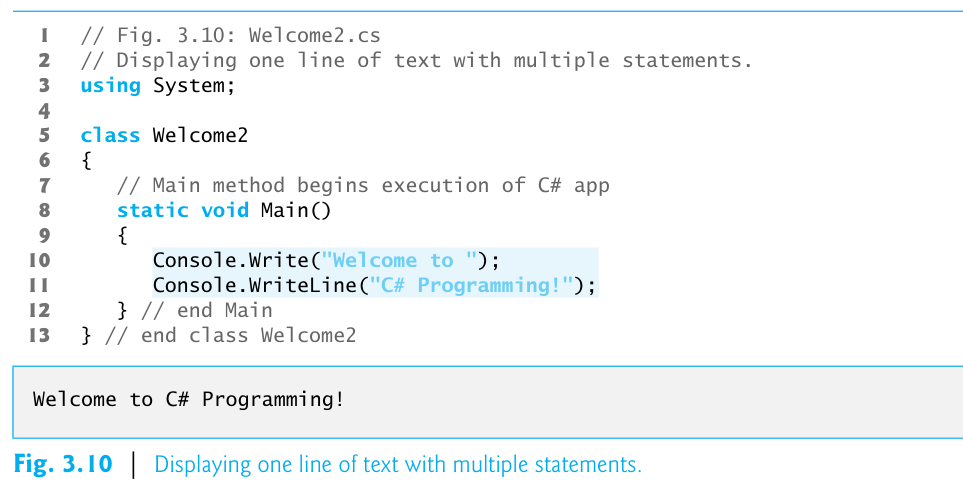 1 // Fig. 3.10: Welcome2.cs
2 // Displaying one line of text with multiple statements.
3 using System;
4
5 class Welcome2
6 {
7    // Main method begins execution of C# app
8    static void Main()
9    {
10       Console.Write("Welcome to ");
11       Console.WriteLine("C# Programming!");
12    } // end Main
13 } // end class Welcome2
Welcome to C# Programming!
Fig. 3.10 | Displaying one line of text with multiple statements.